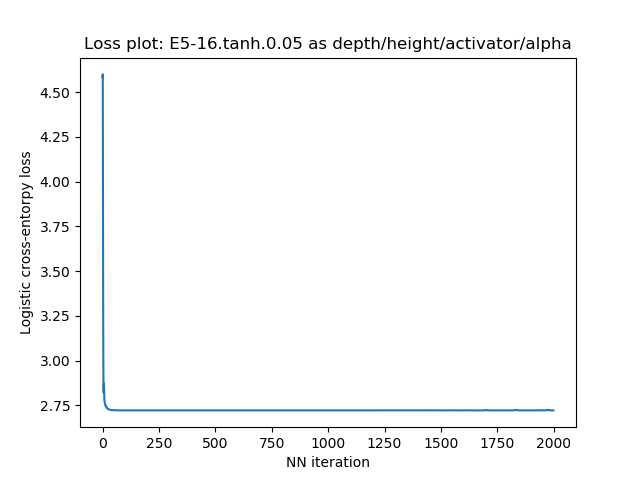 Loss plot: E5-16.tanh.0.05 as depth/height/activator/alpha
4.50
4.25
4.00
3.75
3.50
3.25
3.00
2.75
Logistic cross-entorpy loss
0 250 500 750 1000 1250 1500 1750 2000
NN iteration